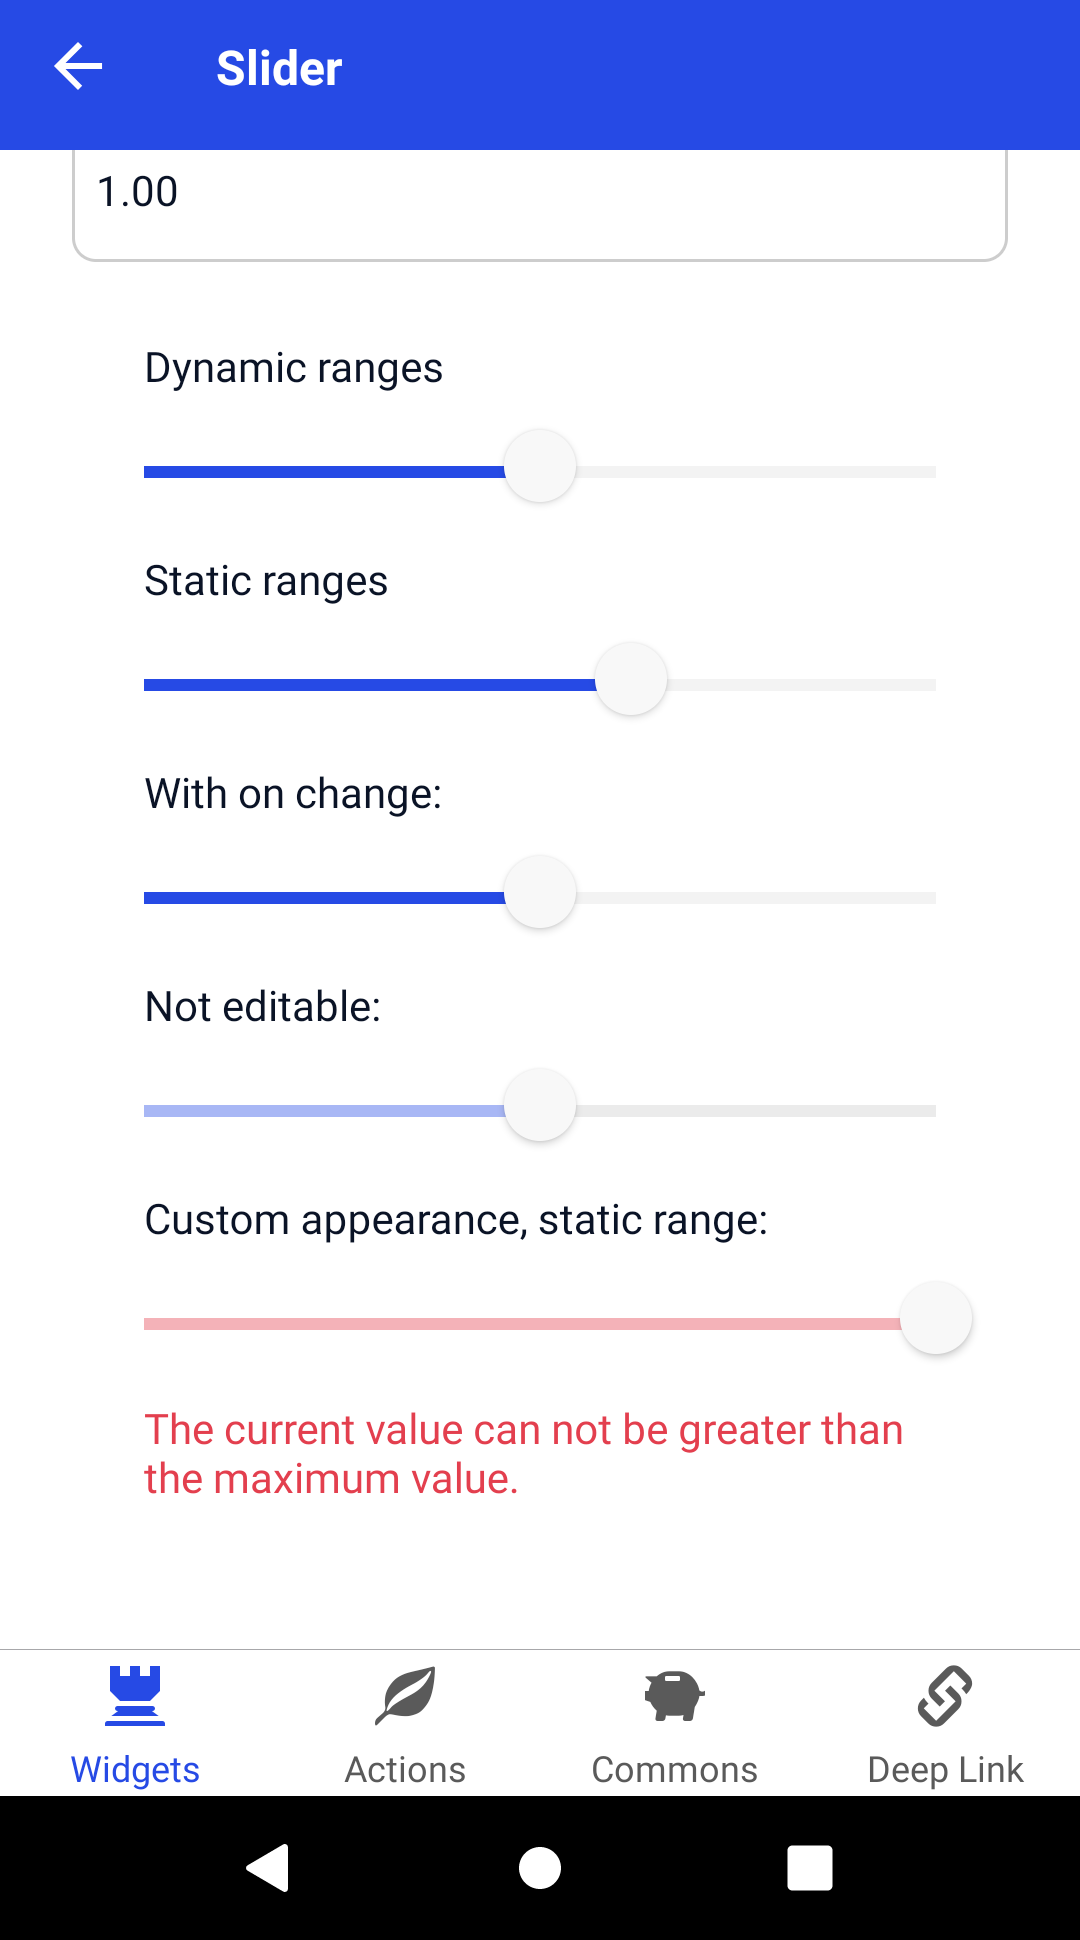 Slider
1.00
Dynamic ranges
Static ranges
With on change:
Not editable:
Custom appearance, static range:
The current value can not be greater than
the maximum value.
Widgets
Actions
Commons
Deep Link